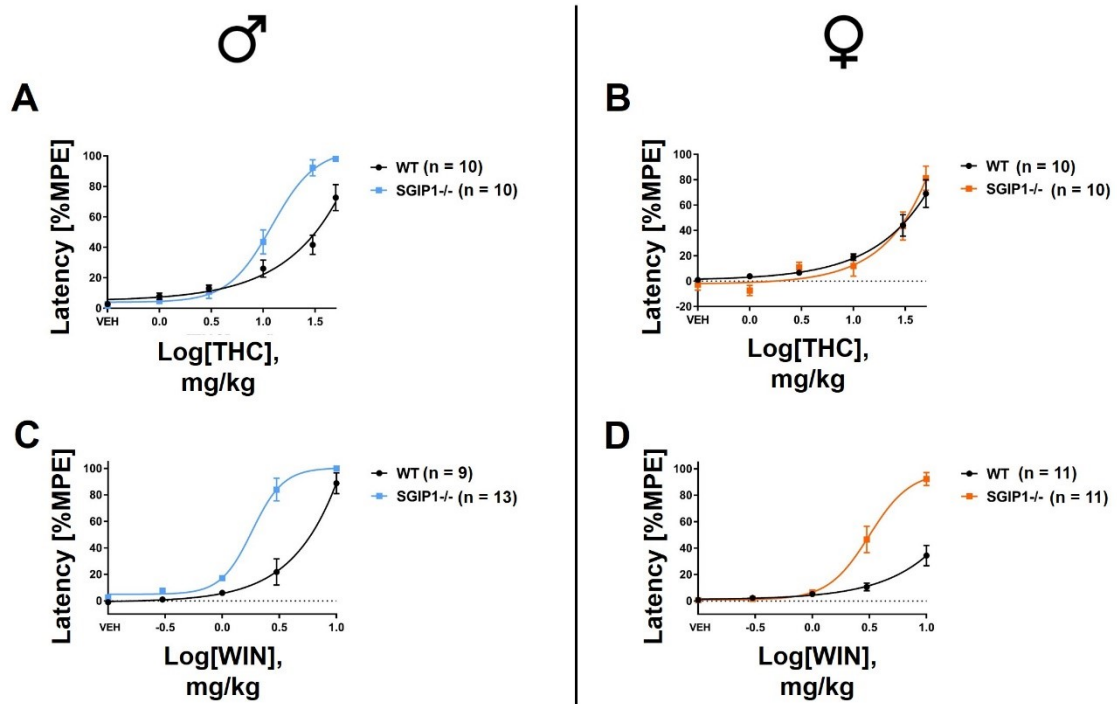 ♂
♀
A
Latency [%MPE]
100
80
60
40
20
0
VEH
0.0
0.5
1.0
1.5
Log[THC],
mg/kg
WT (n = 10)
SGIP1-/- (n = 10)
B
Latency [%MPE]
100
80
60
40
20
0
-20
VEH
0.0
0.5
1.0
1.5
Log[THC],
mg/kg
WT (n = 10)
SGIP1-/- (n = 10)
C
Latency [%MPE]
100
80
60
40
20
0
VEH
-0.5
0.0
0.5
1.0
Log[WIN],
mg/kg
WT (n = 9)
SGIP1-/- (n = 13)
D
Latency [%MPE]
100
80
60
40
20
0
VEH
-0.5
0.0
0.5
1.0
Log[WIN],
mg/kg
WT (n = 11)
SGIP1-/- (n = 11)